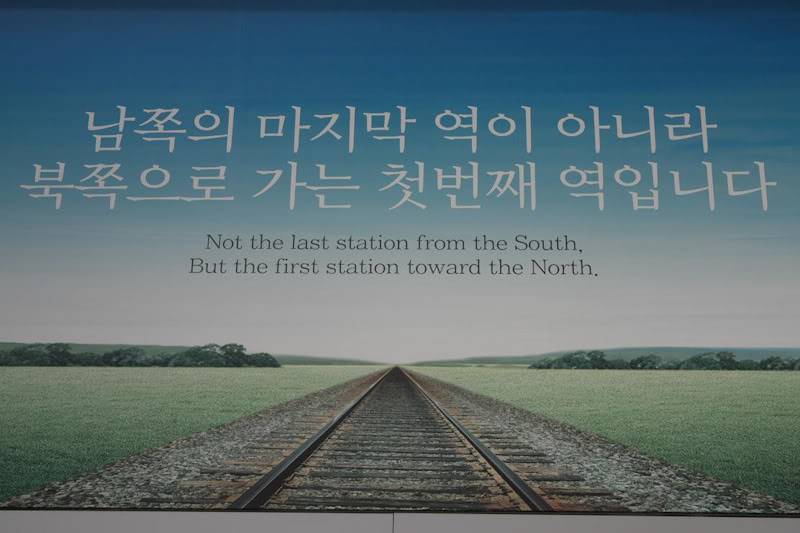 남쪽의 마지막 역이 아니라
북쪽으로 가는 첫번째 역입니다
Not the last station from the South,
But the first station toward the North.